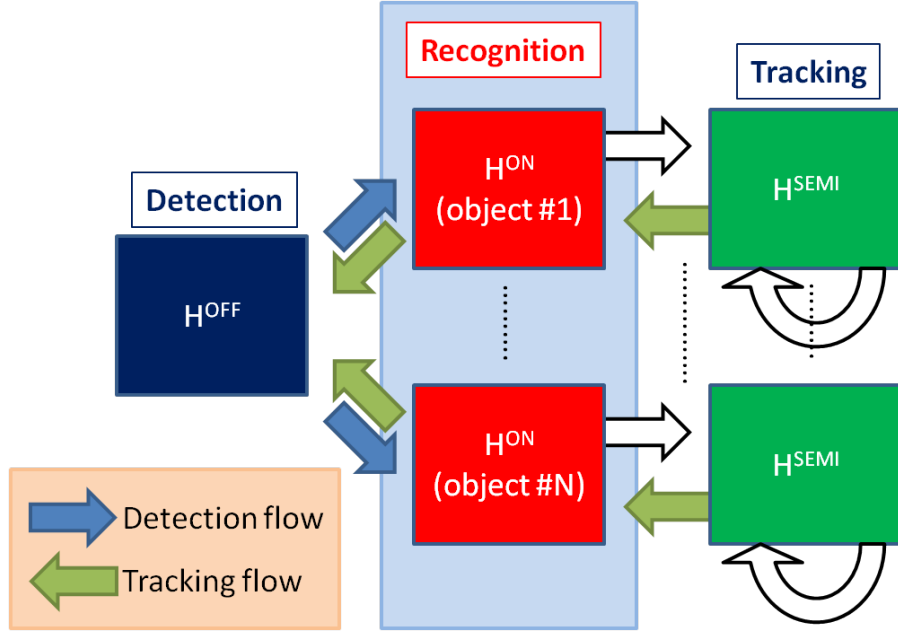 Recognition
Tracking
Detection
H^ON
(object #1)
H^SEMI
H^OFF
H^ON
(object #N)
H^SEMI
Detection flow
Tracking flow